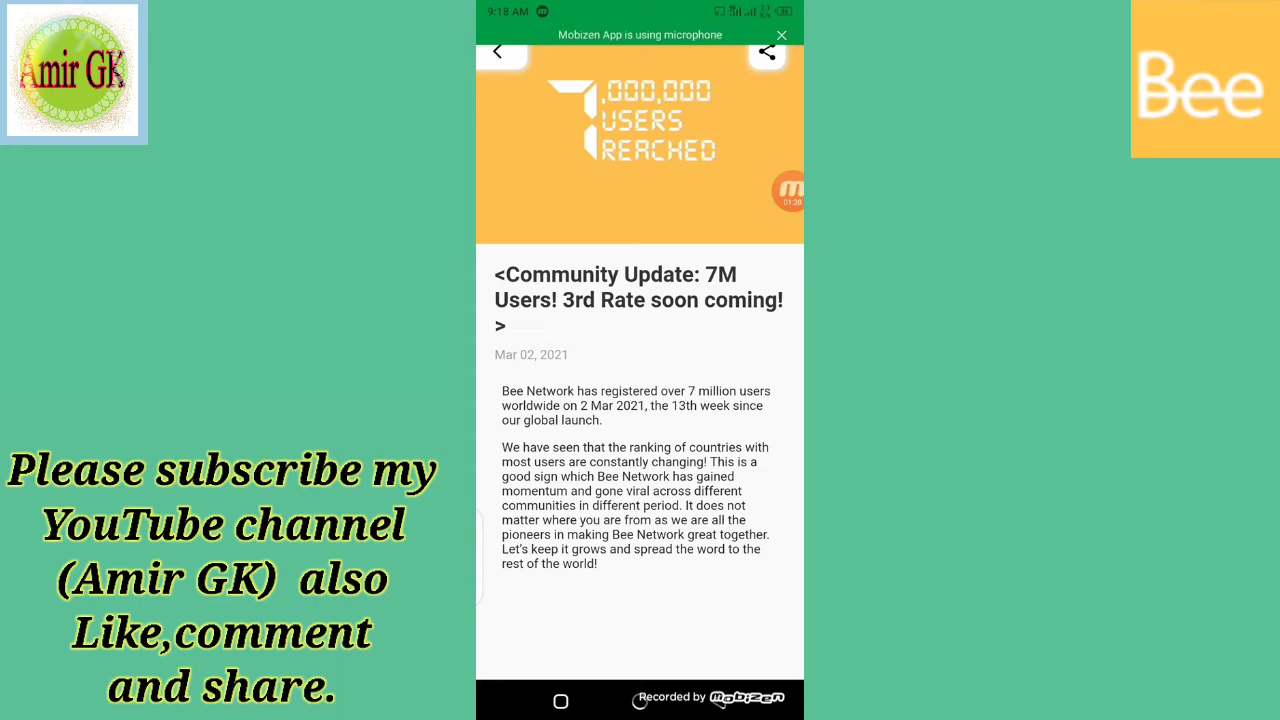 Amir GK
9:18 AM
Mobizen App is using microphone
7,000,000
USERS
REACHED
Bee
01:38
<Community Update: 7M
Users! 3rd Rate soon coming!
>
Mar 02, 2021
Bee Network has registered over 7 million users
worldwide on 2 Mar 2021, the 13th week since
our global launch.
We have seen that the ranking of countries with
most users are constantly changing! This is a
good sign which Bee Network has gained
momentum and gone viral across different
communities in different period. It does not
matter where you are from as we are all the
pioneers in making Bee Network great together.
Let's keep it grows and spread the word to the
rest of the world!
Please subscribe my
YouTube channel
(Amir GK) also
Like,comment
and share.
Recorded by mobizen